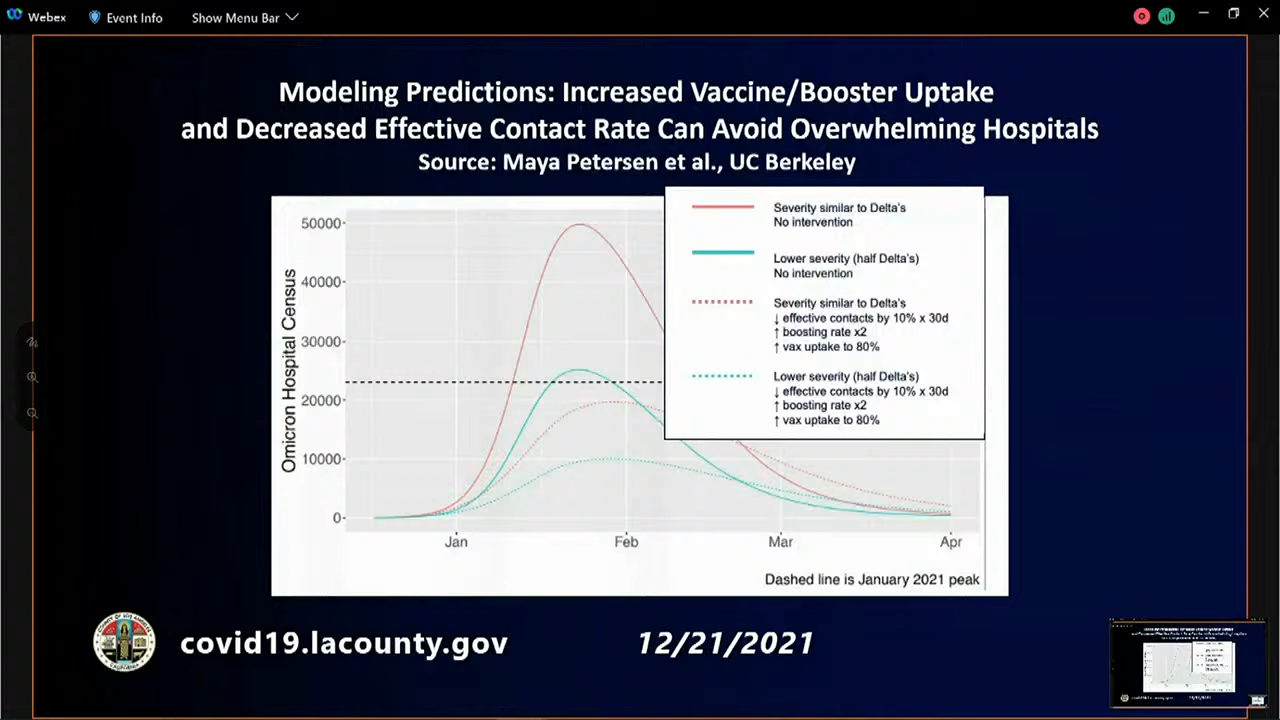 Webex
Event Info
Show Menu Bar
Modeling Predictions: Increased Vaccine/Booster Uptake
and Decreased Effective Contact Rate Can Avoid Overwhelming Hospitals
Source: Maya Petersen et al., UC Berkeley
Omicron Hospital Census
50000
40000
30000
20000
10000
0
Jan
Feb
Mar
Apr
Severity similar to Delta's
No intervention
Lower severity (half Delta's)
No intervention
Severity similar to Delta's
↓ effective contacts by 10% x 30d
↑ boosting rate x2
↑ vax uptake to 80%
Lower severity (half Delta's)
↓ effective contacts by 10% x 30d
↑ boosting rate x2
↑ vax uptake to 80%
Dashed line is January 2021 peak
covid19.lacounty.gov
12/21/2021